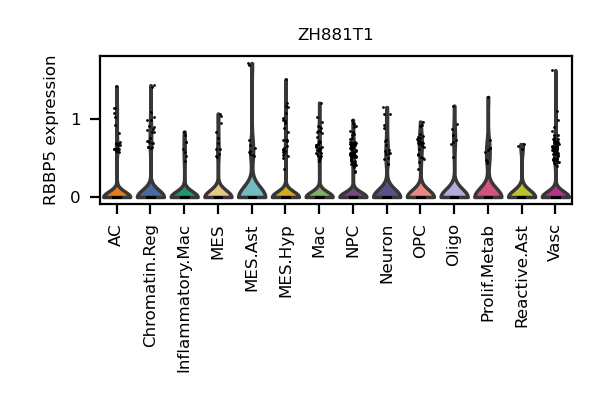 ZH881T1
RBBP5 expression
1
0
AC
Chromatin.Reg
Inflammatory.Mac
MES
MES.Ast
MES.Hyp
Mac
NPC
Neuron
OPC
Oligo
Prolif.Metab
Reactive.Ast
Vasc